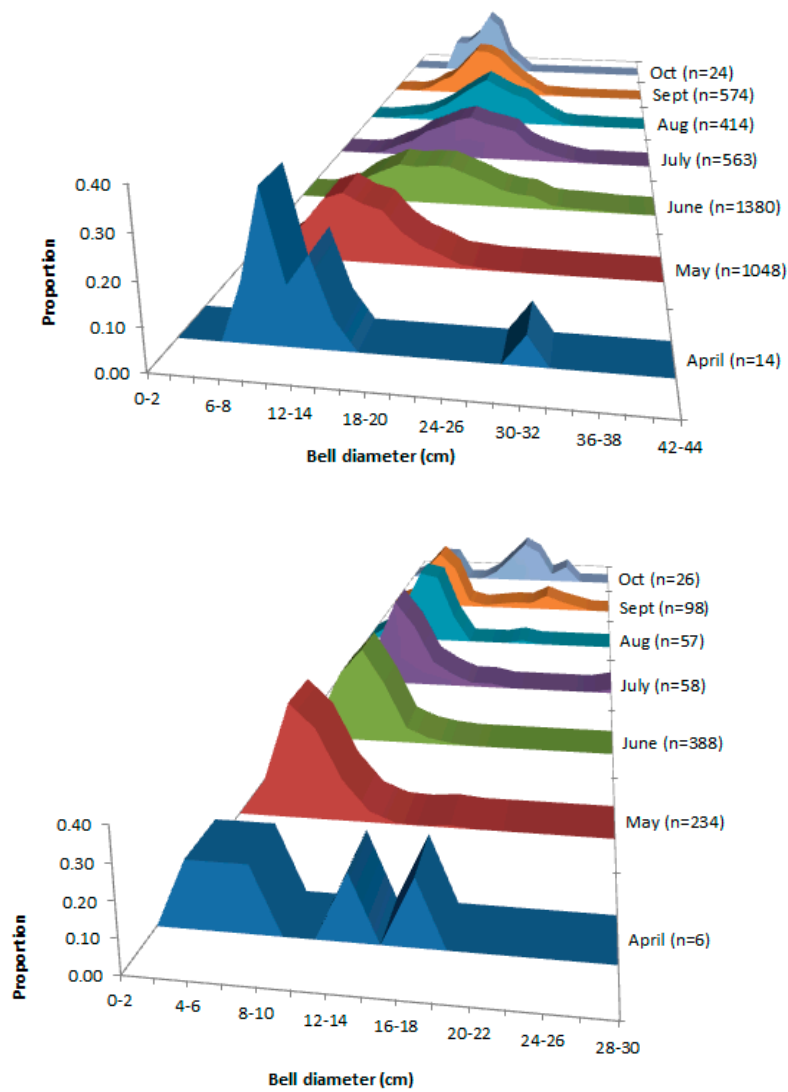 Oct (n=24)
Sept (n=574)
Aug (n=414)
July (n=563)
June (n=1380)
May (n=1048)
April (n=14)
0.40
0.30
0.20
0.10
0.00
Proportion
0-2
6-8
12-14
18-20
24-26
30-32
36-38
42-44
Bell diameter (cm)
Oct (n=26)
Sept (n=98)
Aug (n=57)
July (n=58)
June (n=388)
May (n=234)
April (n=6)
0.40
0.30
0.20
0.10
0.00
Proportion
0-2
4-6
8-10
12-14
16-18
20-22
24-26
28-30
Bell diameter (cm)